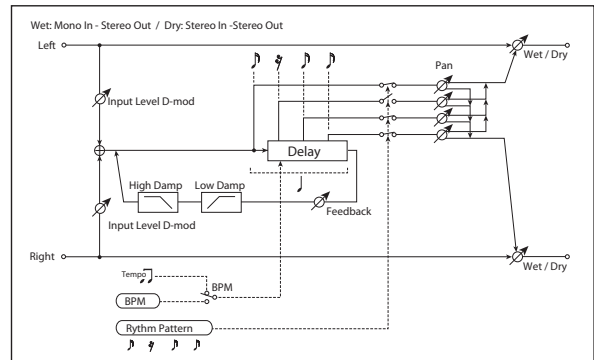 Wet: Mono In - Stereo Out / Dry: Stereo In -Stereo Out
Left
Wet / Dry
Pan
Input Level D-mod
Delay
High Damp Low Damp
Feedback
Input Level D-mod
Right
Wet / Dry
Tempo
BPM
BPM
Rythm Pattern